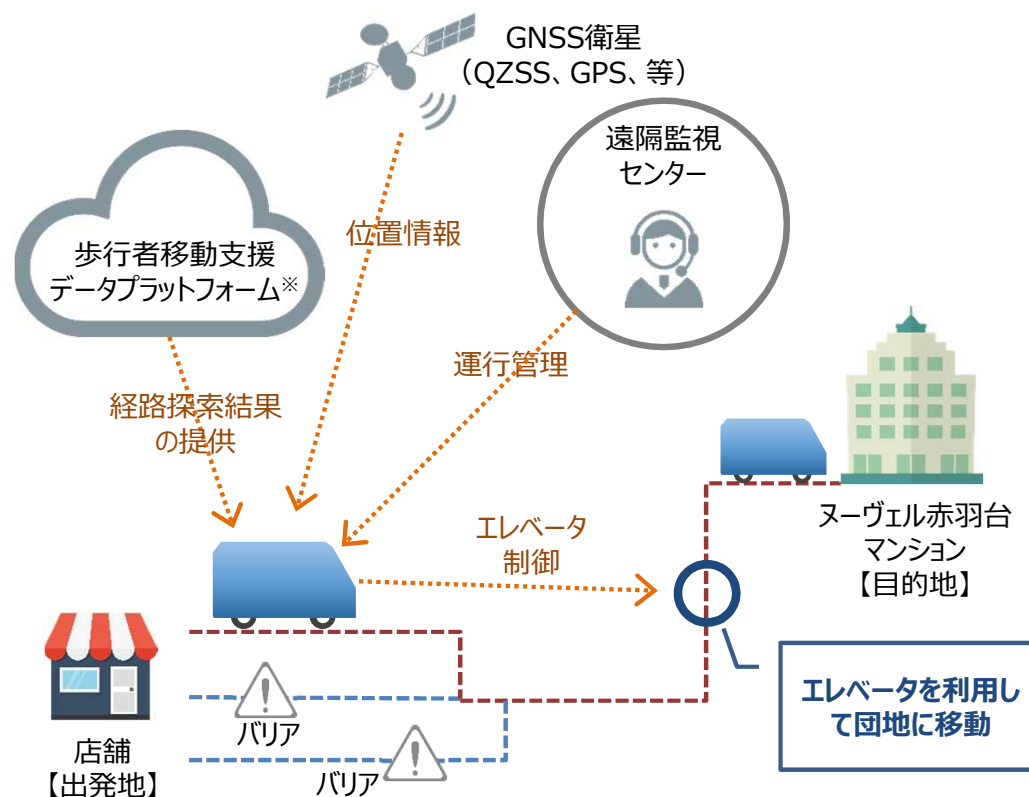 GNSS衛星
（QZSS、GPS、等）
遠隔監視
センター
歩行者移動支援
データプラットフォーム※
位置情報
運行管理
経路探索結果
の提供
エレベータ
制御
ヌーヴェル赤羽台
マンション
【目的地】
エレベータを利用し
て団地に移動
バリア
バリア
店舗
【出発地】